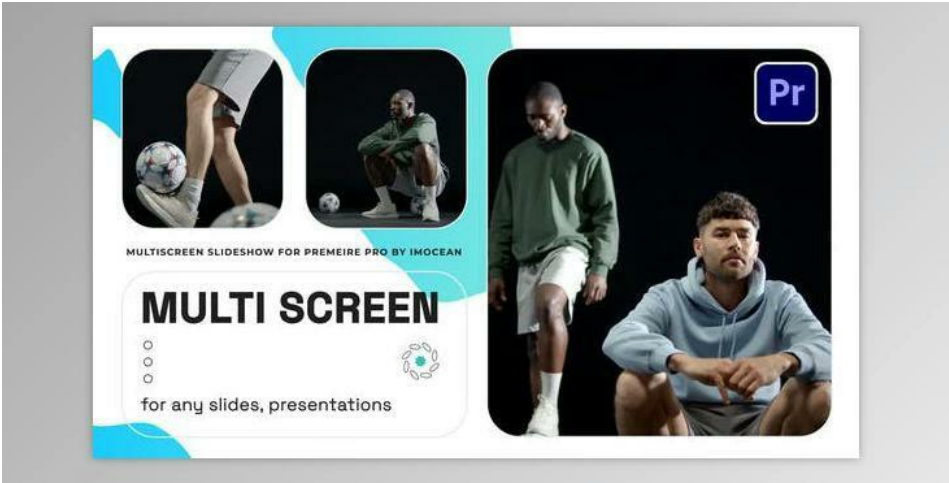 Pr
MULTISCREEN SLIDESHOW FOR PREMEIRE PRO BY IMOCEAN
MULTI SCREEN
for any slides, presentations